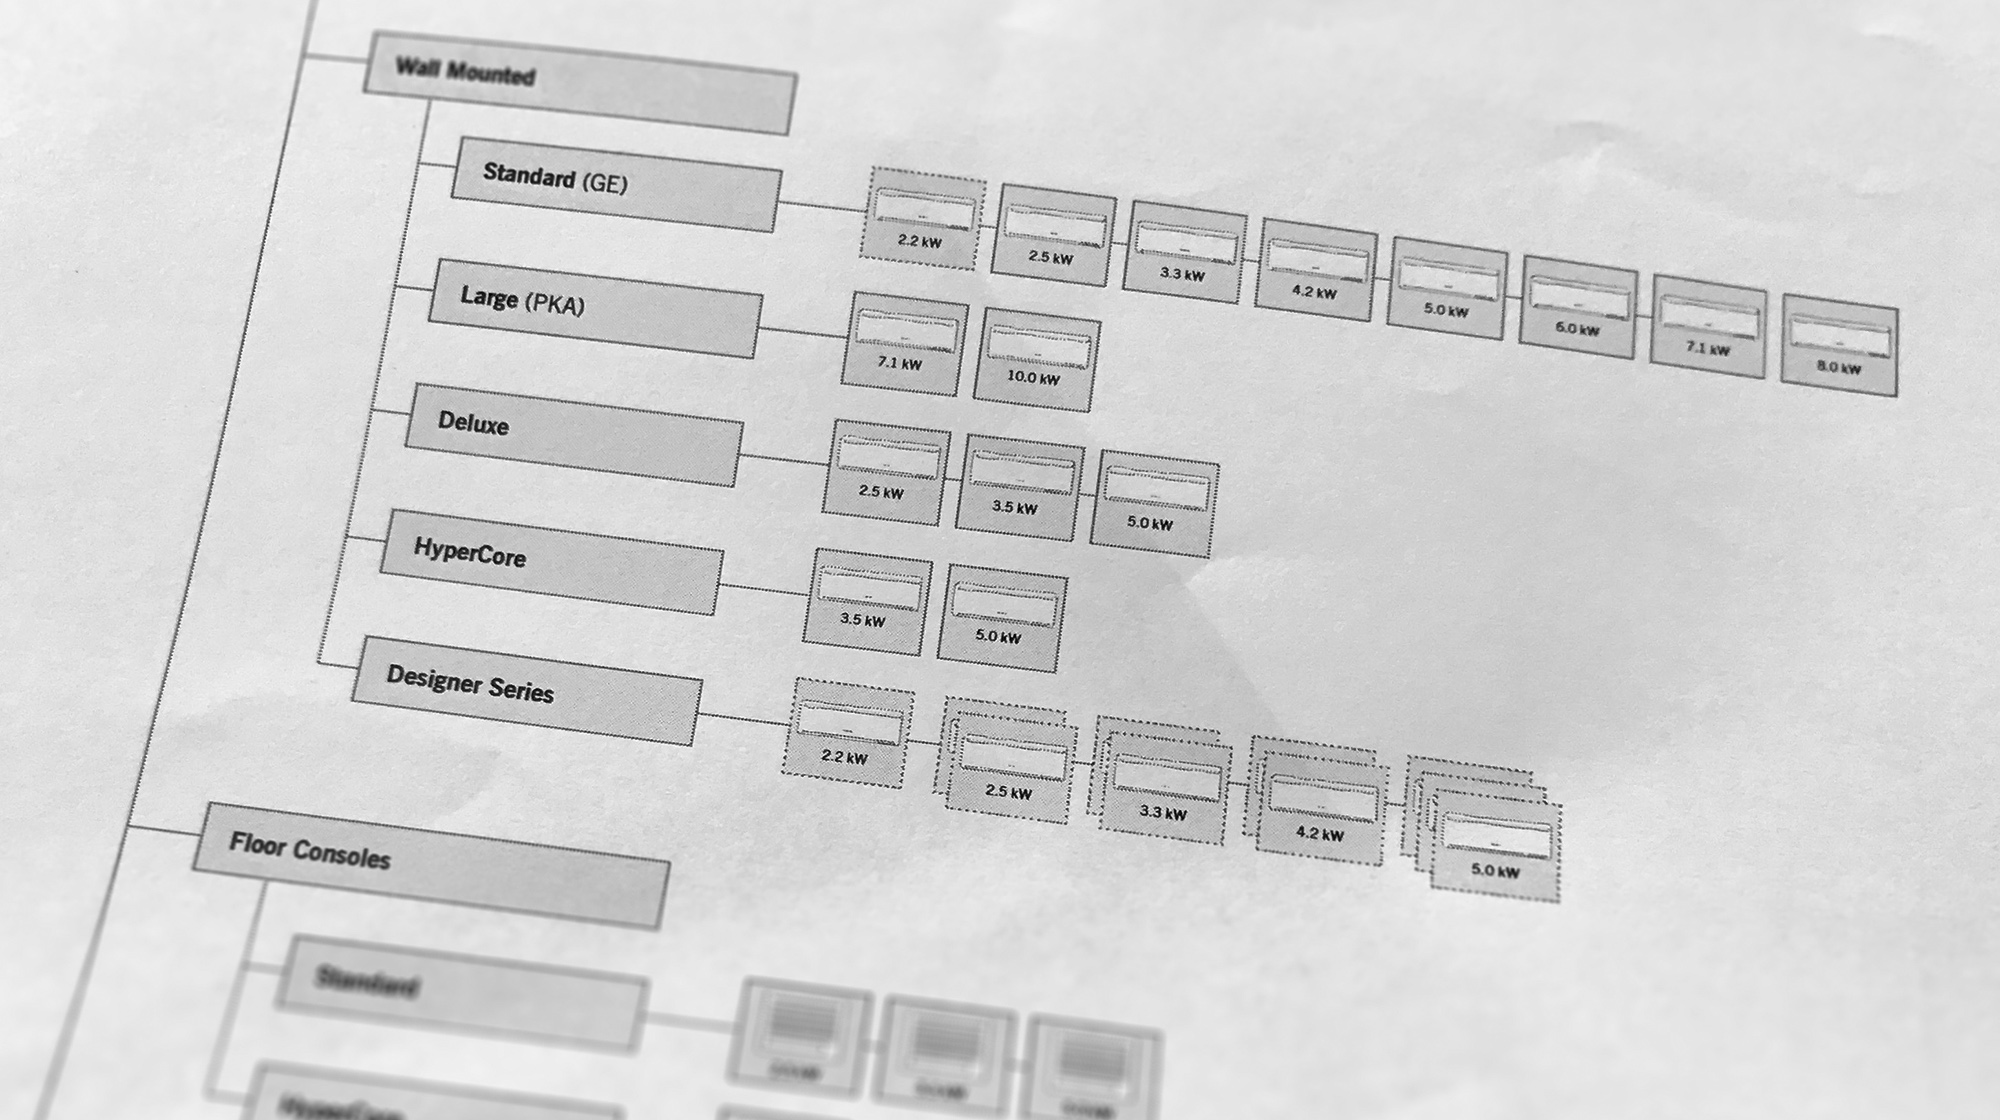 Wall Mounted
Standard (GE)
2.2 kW
2.5 kW
3.3 kW
4.2 kW
5.0 kW
6.0 kW
7.1 kW
8.0 kW
Large (PKA)
7.1 kW
10.0 kW
Deluxe
2.5 kW
3.5 kW
5.0 kW
HyperCore
3.5 kW
5.0 kW
Designer Series
2.2 kW
2.5 kW
3.3 kW
4.2 kW
5.0 kW
Floor Consoles
Standard
HyperCore